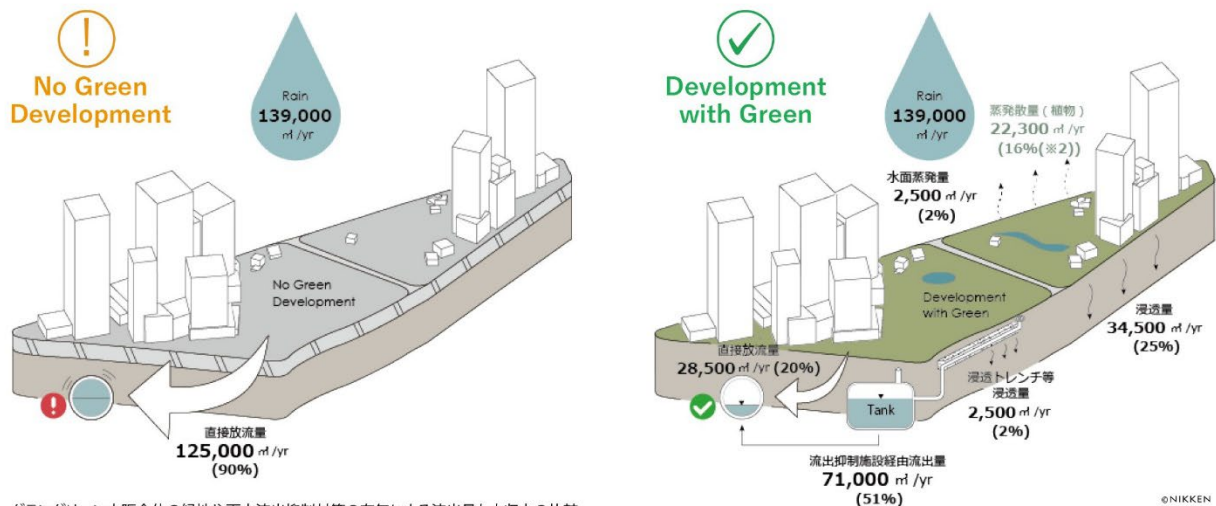 No Green
Development
Rain
139,000
㎥/yr
No Green
Development
直接放流量
125,000 ㎥/yr
(90%)
Development
with Green
Rain
139,000
㎥/yr
蒸発散量(植物)
22,300 ㎥/yr
(16%(※2))
水面蒸発量
2,500 ㎥/yr
(2%)
Development
with Green
浸透量
34,500 ㎥/yr
(25%)
直接放流量
28,500 ㎥/yr (20%)
Tank
浸透トレンチ等
浸透量
2,500 ㎥/yr
(2%)
流出抑制施設経由流出量
71,000 ㎥/yr
(51%)
©NIKKEN